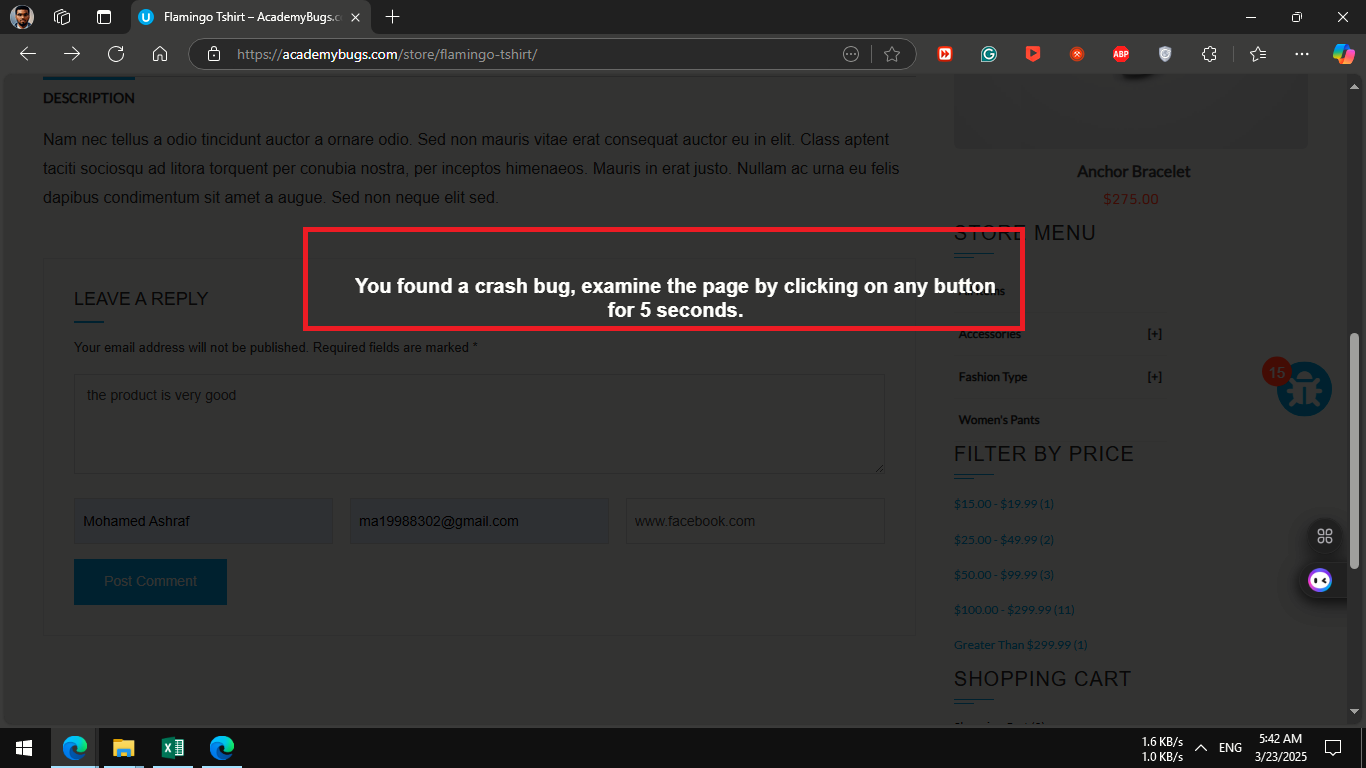 Flamingo Tshirt – AcademyBugs.c
https://academybugs.com/store/flamingo-tshirt/
ABP
DESCRIPTION
Nam nec tellus a odio tincidunt auctor a ornare odio. Sed non mauris vitae erat consequat auctor eu in elit. Class aptent
taciti sociosqu ad litora torquent per conubia nostra, per inceptos himenaeos. Mauris in erat justo. Nullam ac urna eu felis
dapibus condimentum sit amet a augue. Sed non neque elit sed.
You found a crash bug, examine the page by clicking on any button
for 5 seconds.
LEAVE A REPLY
Your email address will not be published. Required fields are marked *
the product is very good
Mohamed Ashraf
ma19988302@gmail.com
www.facebook.com
Post Comment
Anchor Bracelet
$275.00
STORE MENU
Accessories [+]
Fashion Type [+]
Women's Pants
FILTER BY PRICE
$15.00 - $19.99 (1)
$25.00 - $49.99 (2)
$50.00 - $99.99 (3)
$100.00 - $299.99 (11)
Greater Than $299.99 (1)
SHOPPING CART
15
1.6 KB/s
1.0 KB/s
ENG
5:42 AM
3/23/2025